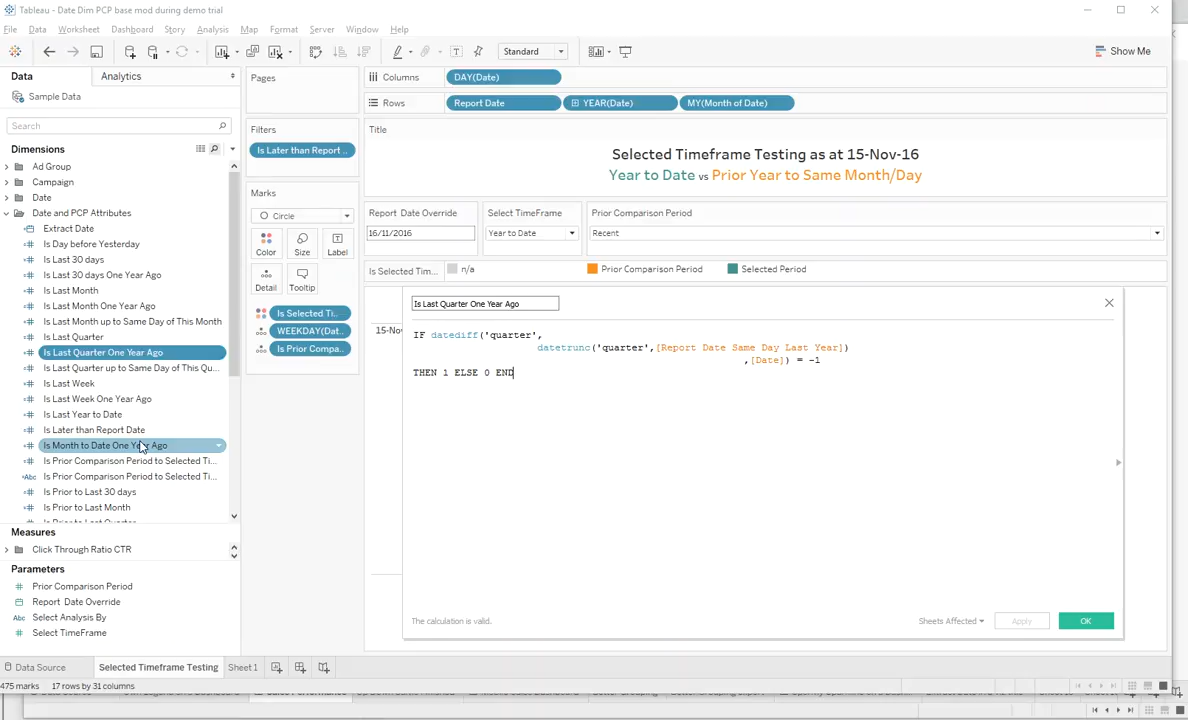 Tableau - Date Dim PCP base mod during demo trial
File Data Worksheet Dashboard Story Analysis Map Format Server Window Help
Standard
Show Me
Data
Analytics
Pages
Columns
DAY(Date)
Sample Data
Rows
Report Date
YEAR(Date)
MY(Month of Date)
Search
Filters
Title
Dimensions
Is Later than Report ..
Selected Timeframe Testing as at 15-Nov-16
Year to Date vs Prior Year to Same Month/Day
Ad Group
Campaign
Date
Date and PCP Attributes
Extract Date
Is Day before Yesterday
Is Last 30 days
Is Last 30 days One Year Ago
Is Last Month
Is Last Month One Year Ago
Is Last Month up to Same Day of This Month
Is Last Quarter
Is Last Quarter One Year Ago
Is Last Quarter up to Same Day of This Qu...
Is Last Week
Is Last Week One Year Ago
Is Last Year to Date
Is Later than Report Date
Is Month to Date One Year Ago
Is Prior Comparison Period to Selected Ti...
Abc Is Prior Comparison Period to Selected Ti...
Is Prior to Last 30 days
Is Prior to Last Month
Is Prior to Last Quarter
Measures
Click Through Ratio CTR
Parameters
Prior Comparison Period
Report Date Override
Abc Select Analysis By
Select TimeFrame
Marks
Circle
Color
Size
Label
Detail
Tooltip
Is Selected Ti..
WEEKDAY(Dat..
Is Prior Compa..
Report Date Override
Select TimeFrame
Prior Comparison Period
16/11/2016
Year to Date
Recent
Is Selected Tim...
n/a
Prior Comparison Period
Selected Period
15-Nov
Is Last Quarter One Year Ago
IF datediff('quarter',
datetrunc('quarter',[Report Date Same Day Last Year])
,[Date]) = -1
THEN 1 ELSE 0 END
The calculation is valid.
Sheets Affected
Apply
OK
Data Source
Selected Timeframe Testing
Sheet 1
475 marks
17 rows by 31 columns